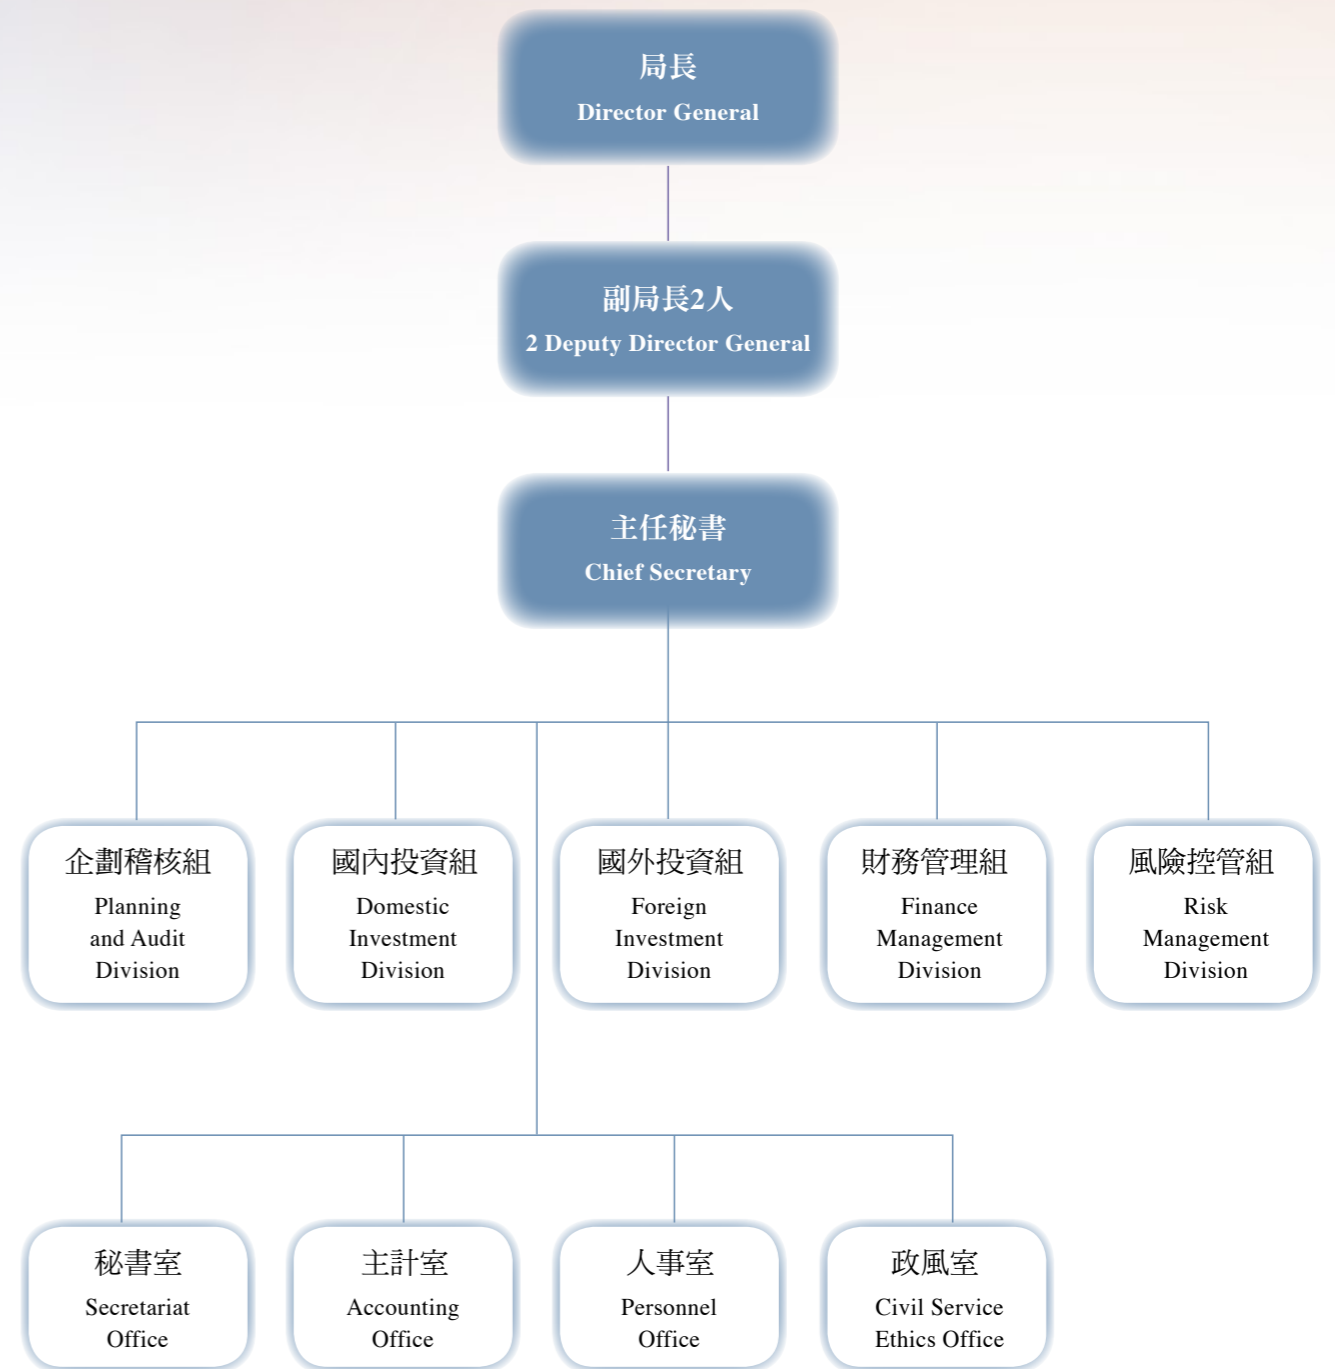 局長
Director General
副局長2人
2 Deputy Director General
主任秘書
Chief Secretary
企劃稽核組
Planning
and Audit
Division
國內投資組
Domestic
Investment
Division
國外投資組
Foreign
Investment
Division
財務管理組
Finance
Management
Division
風險控管組
Risk
Management
Division
秘書室
Secretariat
Office
主計室
Accounting
Office
人事室
Personnel
Office
政風室
Civil Service
Ethics Office